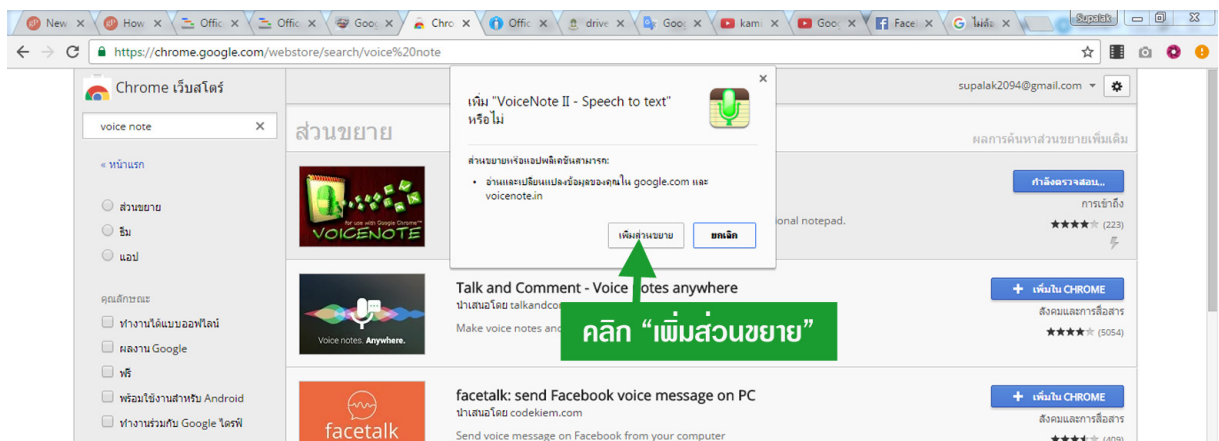 New
How
Offic
Offic
Goog
Chro
Offic
drive
Goog
kami
Goog
Facel
Supalak
https://chrome.google.com/webstore/search/voice%20note
Chrome เว็บสโตร์
supalak2094@gmail.com
voice note
« หน้าแรก
ส่วนขยาย
ธีม
แอป
คุณลักษณะ
ทำงานได้แบบออฟไลน์
ผลงาน Google
ฟรี
พร้อมใช้งานสำหรับ Android
ทำงานร่วมกับ Google ไดรฟ์
ส่วนขยาย
ผลการค้นหาส่วนขยายเพิ่มเติม
เพิ่ม "VoiceNote II - Speech to text"
หรือไม่
ส่วนขยายหรือแอปพลิเคชันสามารถ:
• อ่านและเปลี่ยนแปลงข้อมูลของคุณใน google.com และ
voicenote.in
เพิ่มส่วนขยาย
ยกเลิก
for use with Google Chrome
VOICENOTE
onal notepad.
กำลังตรวจสอบ...
การเข้าถึง
(223)
Voice notes. Anywhere.
Talk and Comment - Voice notes anywhere
นำเสนอโดย talkandco
Make voice notes and
+ เพิ่มใน CHROME
สังคมและการสื่อสาร
(5054)
คลิก “เพิ่มส่วนขยาย”
facetalk
facetalk: send Facebook voice message on PC
นำเสนอโดย codekiem.com
Send voice message on Facebook from your computer
+ เพิ่มใน CHROME
สังคมและการสื่อสาร
(409)